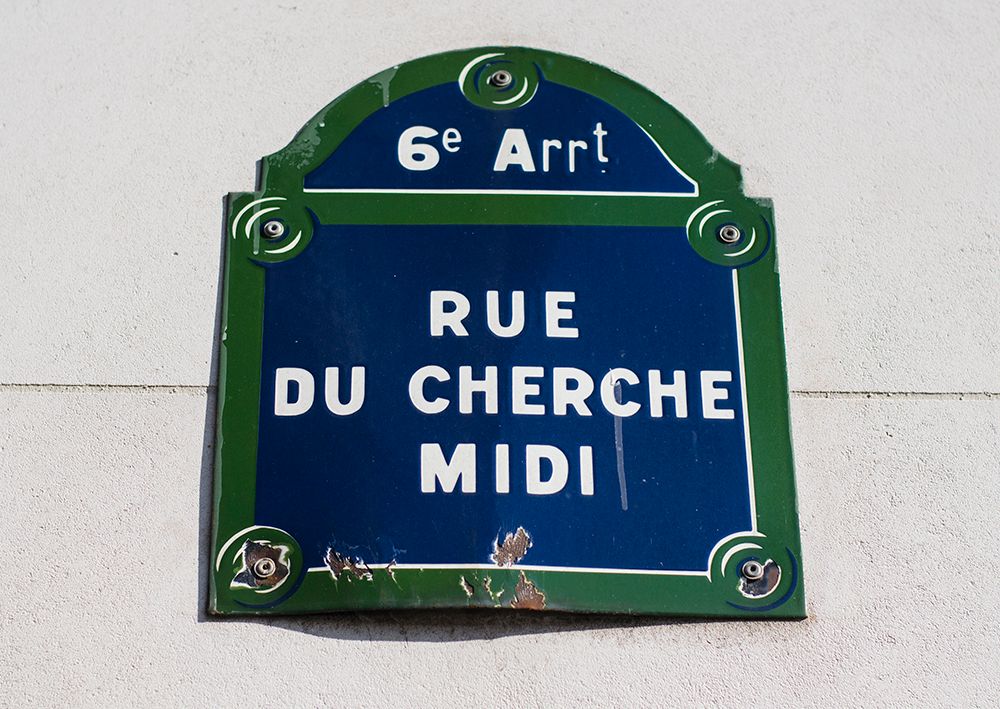 6e Arrt
RUE
DU CHERCHE
MIDI